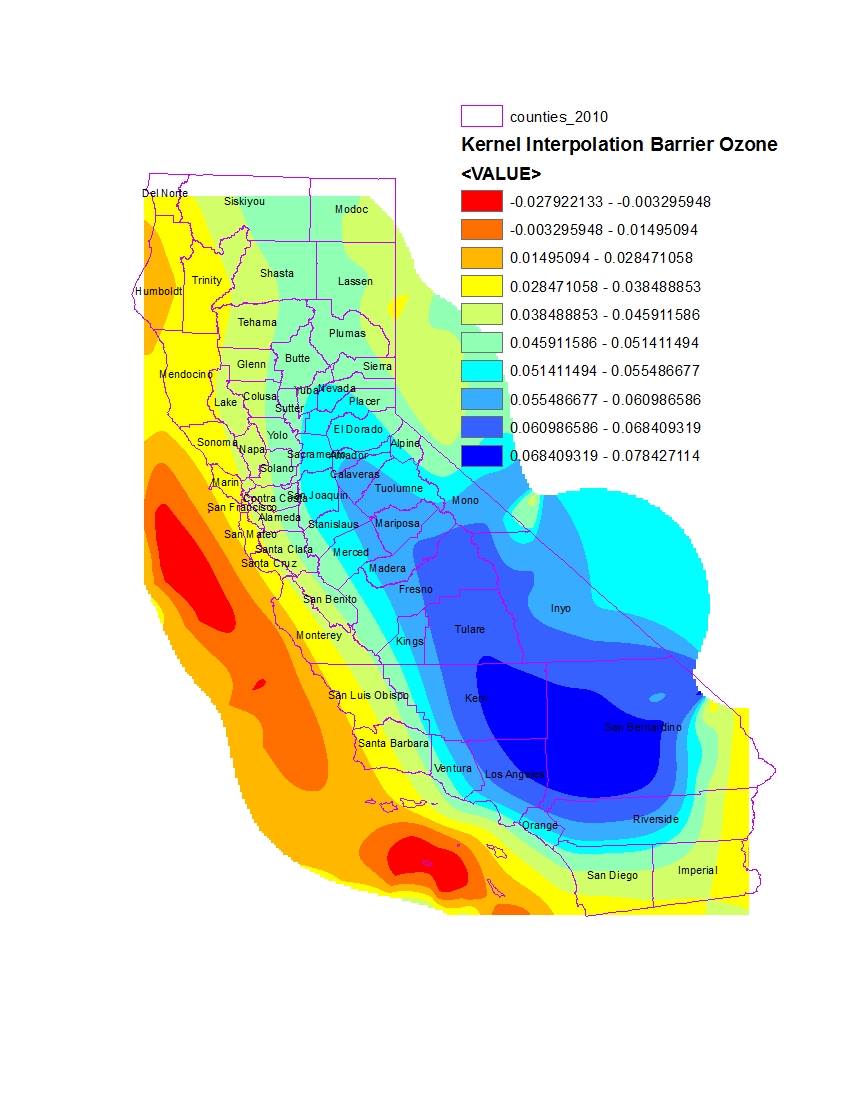 counties_2010
Kernel Interpolation Barrier Ozone
<VALUE>
-0.027922133 - -0.003295948
-0.003295948 - 0.01495094
0.01495094 - 0.028471058
0.028471058 - 0.038488853
0.038488853 - 0.045911586
0.045911586 - 0.051411494
0.051411494 - 0.055486677
0.055486677 - 0.060986586
0.060986586 - 0.068409319
0.068409319 - 0.078427114
Del Norte
Siskiyou
Modoc
Humboldt
Trinity
Shasta
Lassen
Tehama
Plumas
Mendocino
Glenn
Butte
Sierra
Lake
Colusa
Yuba
Nevada
Sutter
Placer
Sonoma
Napa
Yolo
El Dorado
Alpine
Solano
Sacramento
Amador
Marin
Calaveras
Contra Costa
San Joaquin
Tuolumne
Mono
San Francisco
Alameda
Stanislaus
Mariposa
San Mateo
Santa Clara
Merced
Santa Cruz
Madera
San Benito
Fresno
Inyo
Monterey
Kings
Tulare
San Luis Obispo
Kern
San Bernardino
Santa Barbara
Ventura
Los Angeles
Orange
Riverside
San Diego
Imperial